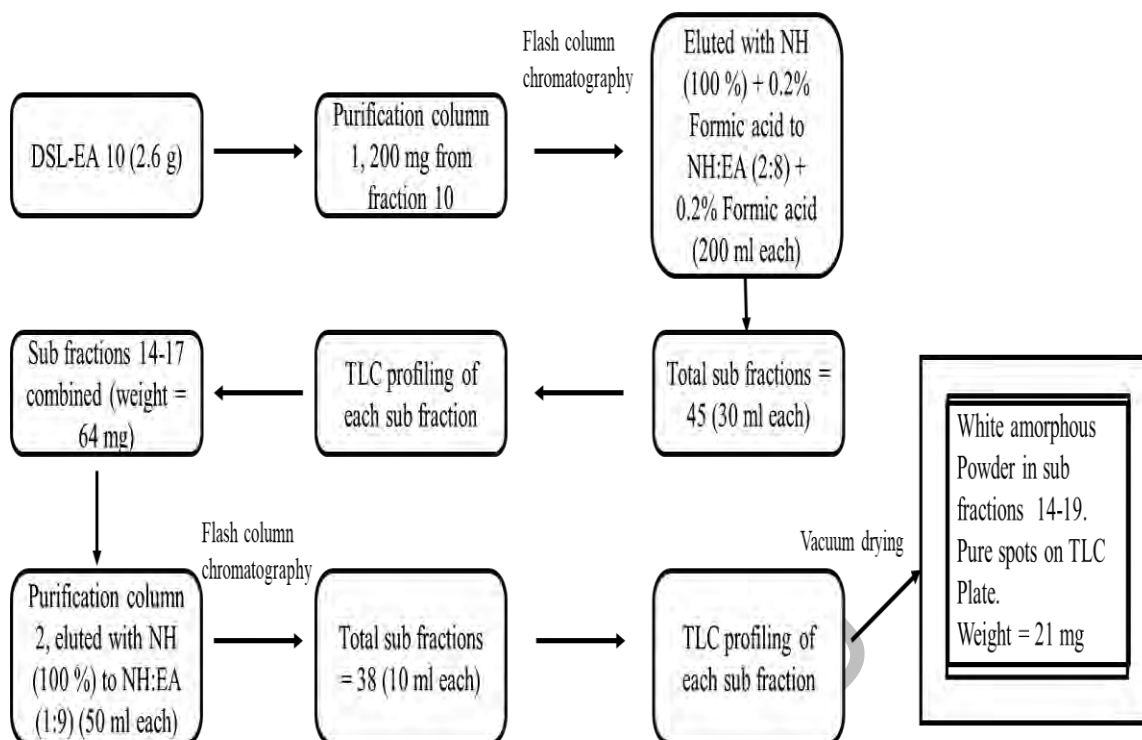 DSL-EA 10 (2.6 g)
Purification column
1, 200 mg from
fraction 10
Flash column
chromatography
Eluted with NH
(100 %) + 0.2%
Formic acid to
NH:EA (2:8) +
0.2% Formic acid
(200 ml each)
Total sub fractions =
45 (30 ml each)
TLC profiling of
each sub fraction
Sub fractions 14-17
combined (weight =
64 mg)
Purification column
2, eluted with NH
(100 %) to NH:EA
(1:9) (50 ml each)
Flash column
chromatography
Total sub fractions
= 38 (10 ml each)
TLC profiling of
each sub fraction
Vacuum drying
White amorphous
Powder in sub
fractions 14-19.
Pure spots on TLC
Plate.
Weight = 21 mg